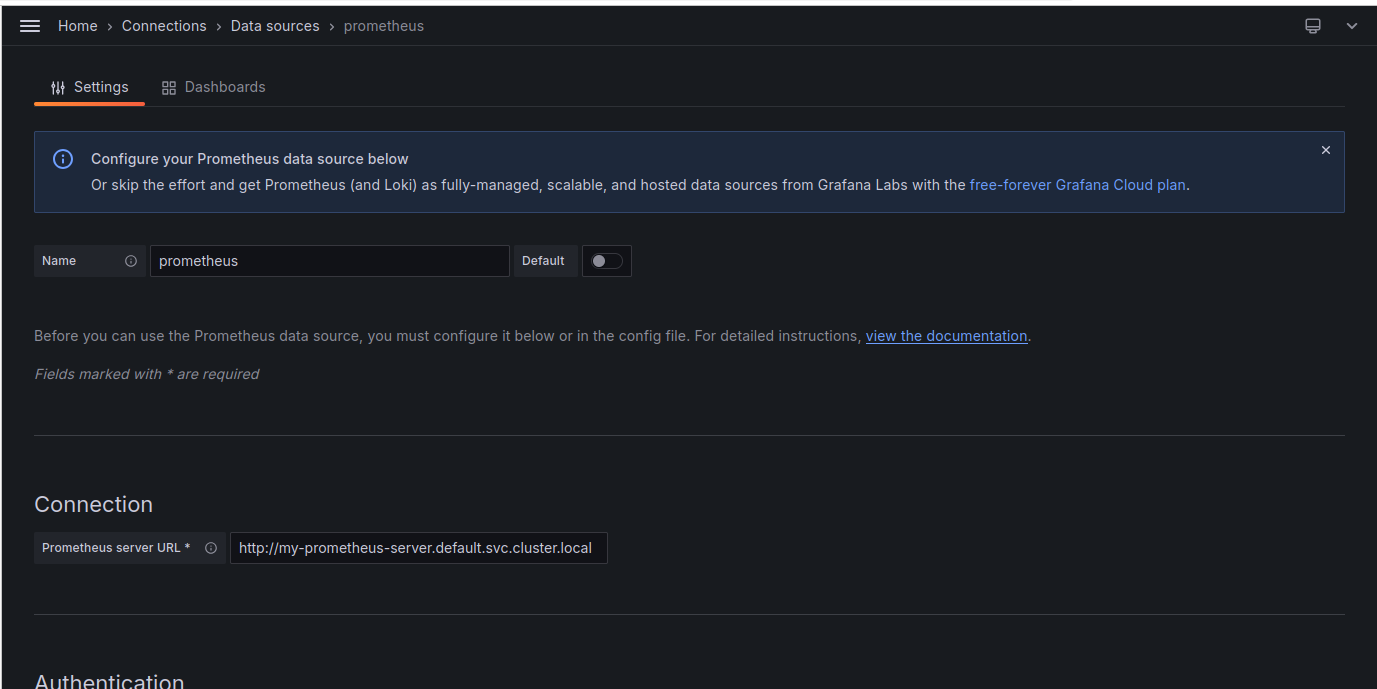 Home › Connections › Data sources › prometheus
Settings Dashboards
Configure your Prometheus data source below
Or skip the effort and get Prometheus (and Loki) as fully-managed, scalable, and hosted data sources from Grafana Labs with the free-forever Grafana Cloud plan.
Name prometheus Default
Before you can use the Prometheus data source, you must configure it below or in the config file. For detailed instructions, view the documentation.
Fields marked with * are required
Connection
Prometheus server URL * http://my-prometheus-server.default.svc.cluster.local
Authentication